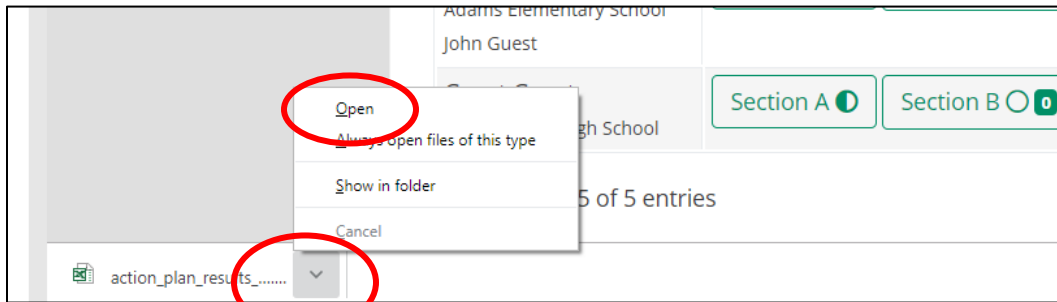 Adams Elementary School
John Guest
Section A
Section B 0
gh School
5 of 5 entries
Open
Always open files of this type
Show in folder
Cancel
action_plan_results_.......